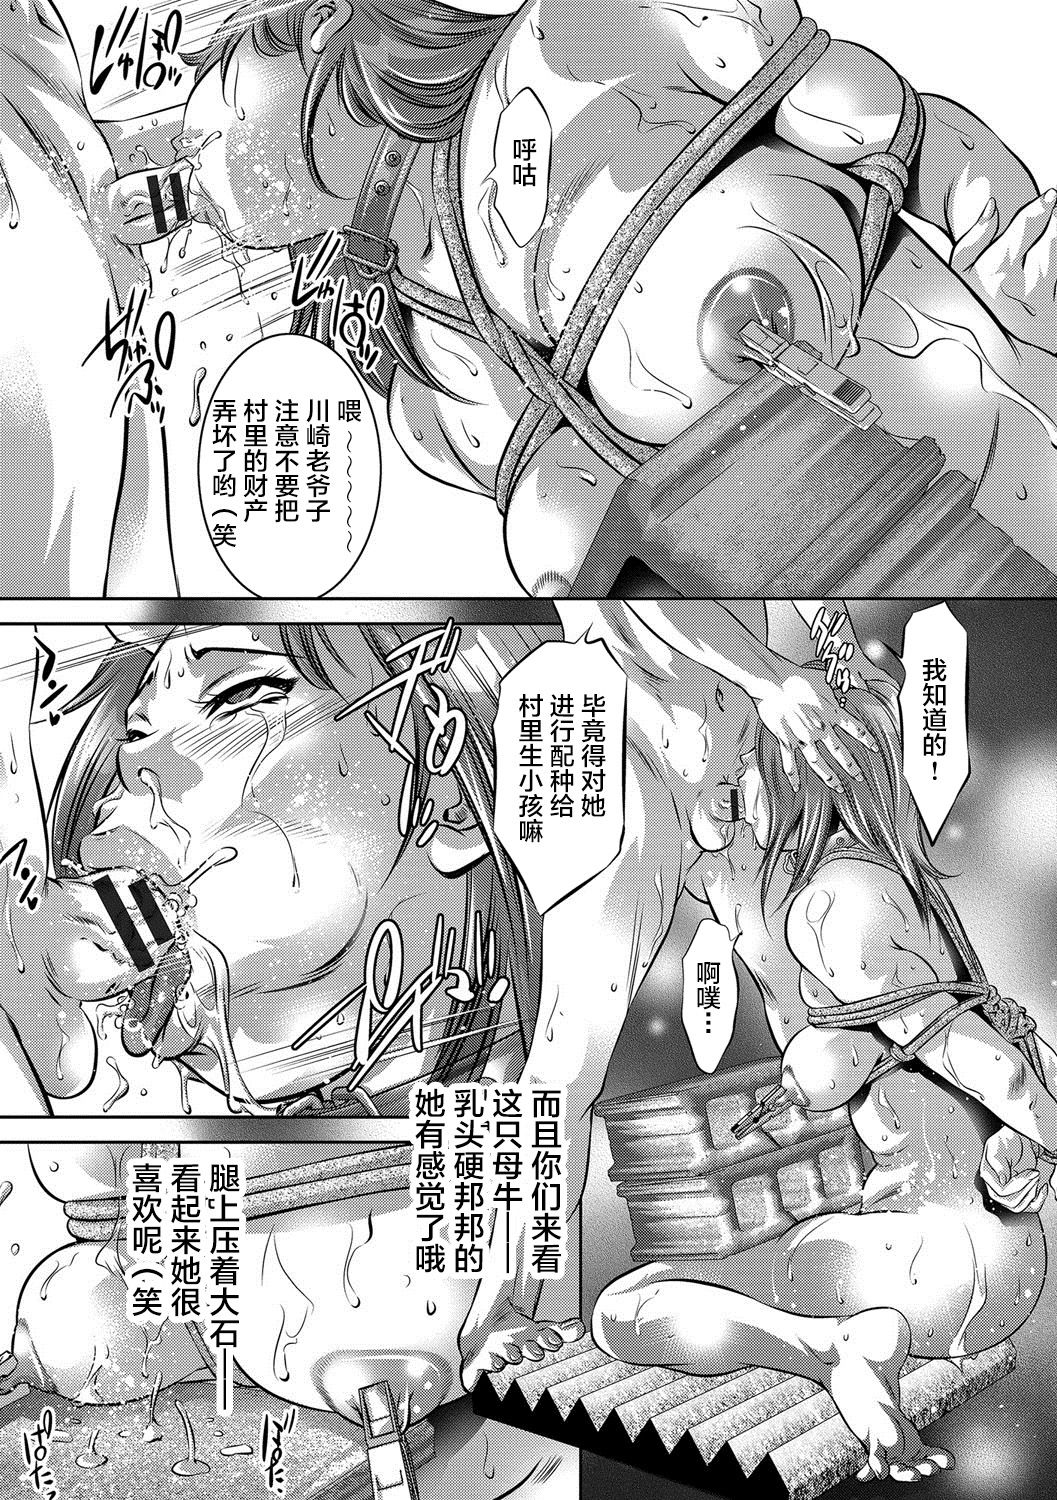 呼咕
喂～～～～～
川崎老爷子
注意不要把
村里的财产
弄坏了哟（笑
我知道的！
毕竟得对她
进行配种给
村里生小孩嘛
啊噗…
而且你们来看
这只母牛——
乳头硬邦邦的
她有感觉了哦
腿上压着大石——
看起来她很
喜欢呢（笑